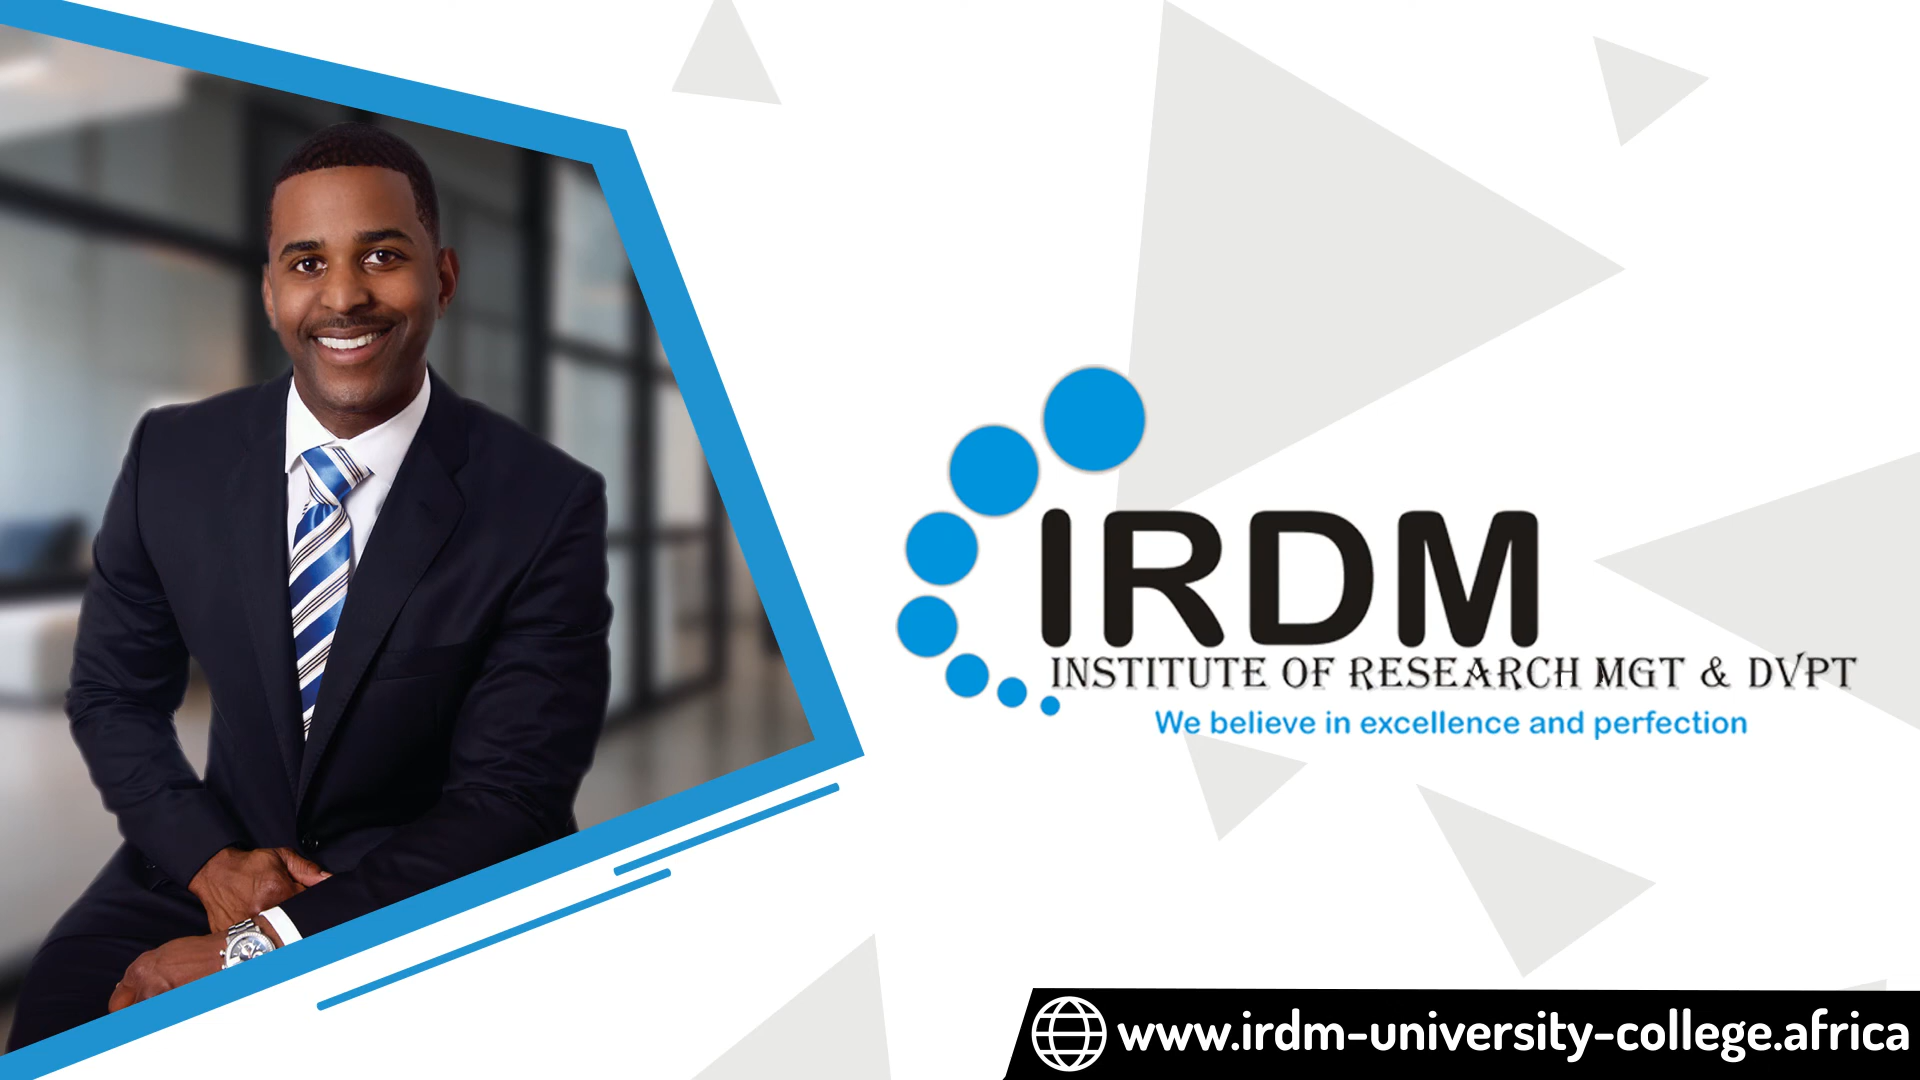 IRDM
INSTITUTE OF RESEARCH MGT & DVPT
We believe in excellence and perfection
www.irdm-university-college.africa